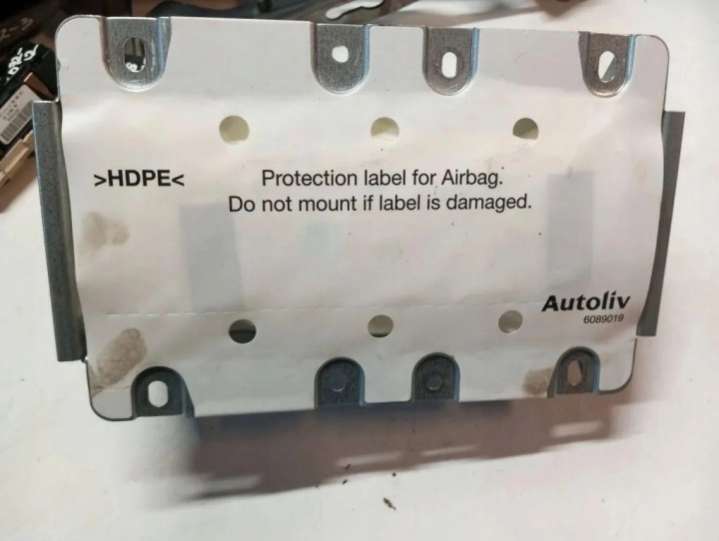 >HDPE<
Protection label for Airbag.
Do not mount if label is damaged.
Autoliv
6089019